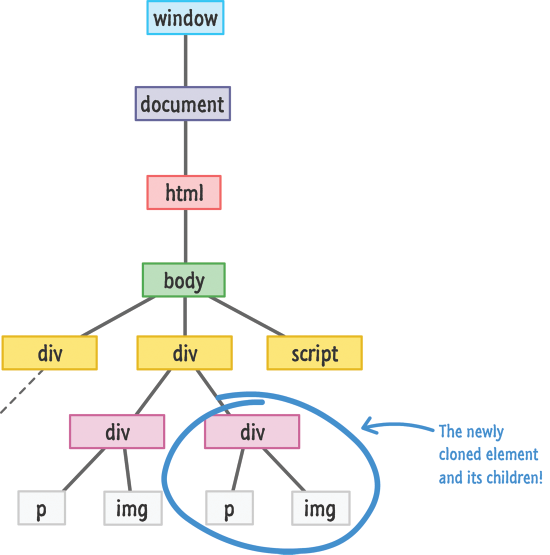 window
document
html
body
div
div
script
div
div
The newly
cloned element
and its children!
p
img
p
img